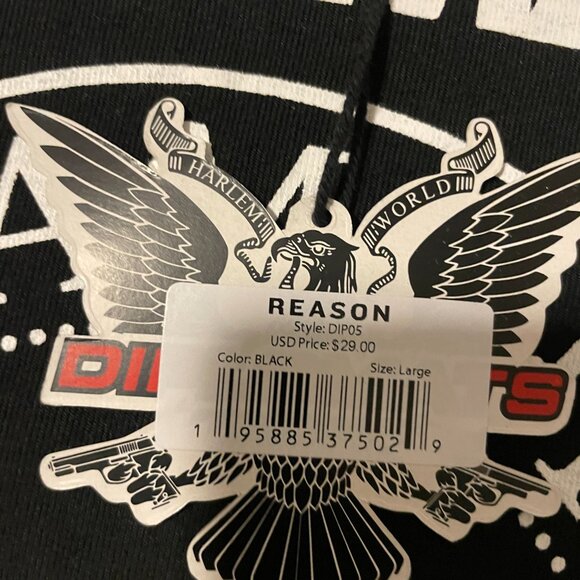 HARLEM
WORLD
REASON
Style: DIP05
USD Price: $29.00
Color: BLACK
Size: Large
1 95885 37502 9